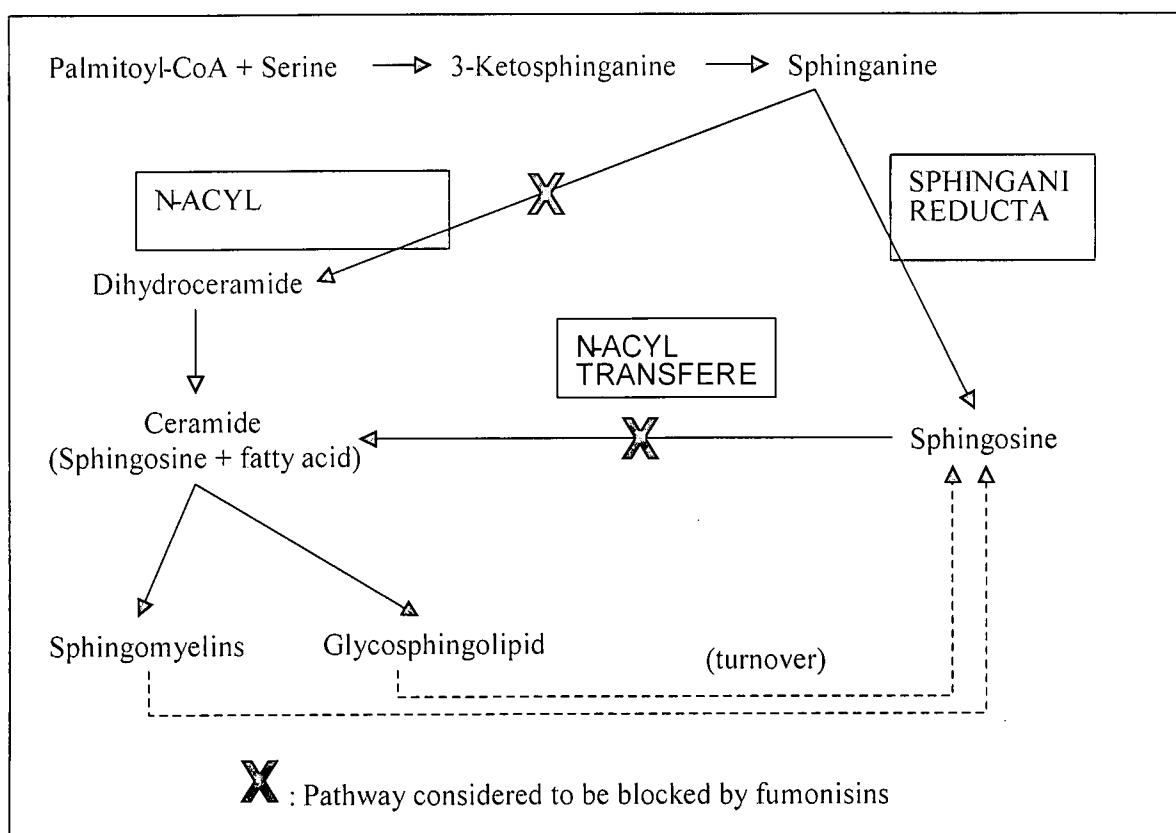 Palmitoyl-CoA + Serine 3-Ketosphinganine Sphinganine
N-ACYL
SPHINGANI
REDUCTA
Dihydroceramide
N-ACYL
TRANSFERE
Ceramide
(Sphingosine + fatty acid)
Sphingosine
Sphingomyelins Glycosphingolipid (turnover)
X : Pathway considered to be blocked by fumonisins